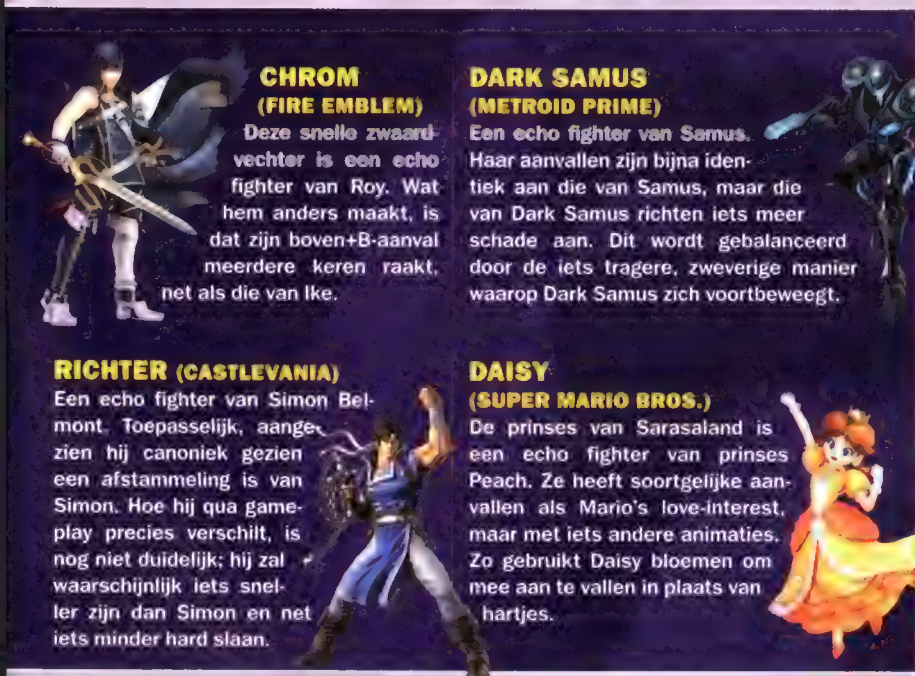 CHROM
(FIRE EMBLEM)
Deze snelle zwaard-
vechter is een echo
fighter van Roy. Wat
hem anders maakt, is
dat zijn boven+B-aanval
meerdere keren raakt,
net als die van Ike.
DARK SAMUS
(METROID PRIME)
Een echo fighter van Samus.
Haar aanvallen zijn bijna iden-
tiek aan die van Samus, maar die
van Dark Samus richten iets meer
schade aan. Dit wordt gebalanceerd
door de iets tragere, zweverige manier
waarop Dark Samus zich voortbeweegt.
RICHTER (CASTLEVANIA)
Een echo fighter van Simon Bel-
mont. Toepasselijk, aange-
zien hij canoniek gezien
een afstammeling is van
Simon. Hoe hij qua game-
play precies verschilt, is
nog niet duidelijk; hij zal
waarschijnlijk iets snel-
ler zijn dan Simon en net
iets minder hard slaan.
DAISY
(SUPER MARIO BROS.)
De prinses van Sarasaland is
een echo fighter van prinses
Peach. Ze heeft soortgelijke aan-
vallen als Mario's love-interest,
maar met iets andere animaties.
Zo gebruikt Daisy bloemen om
mee aan te vallen in plaats van
hartjes.